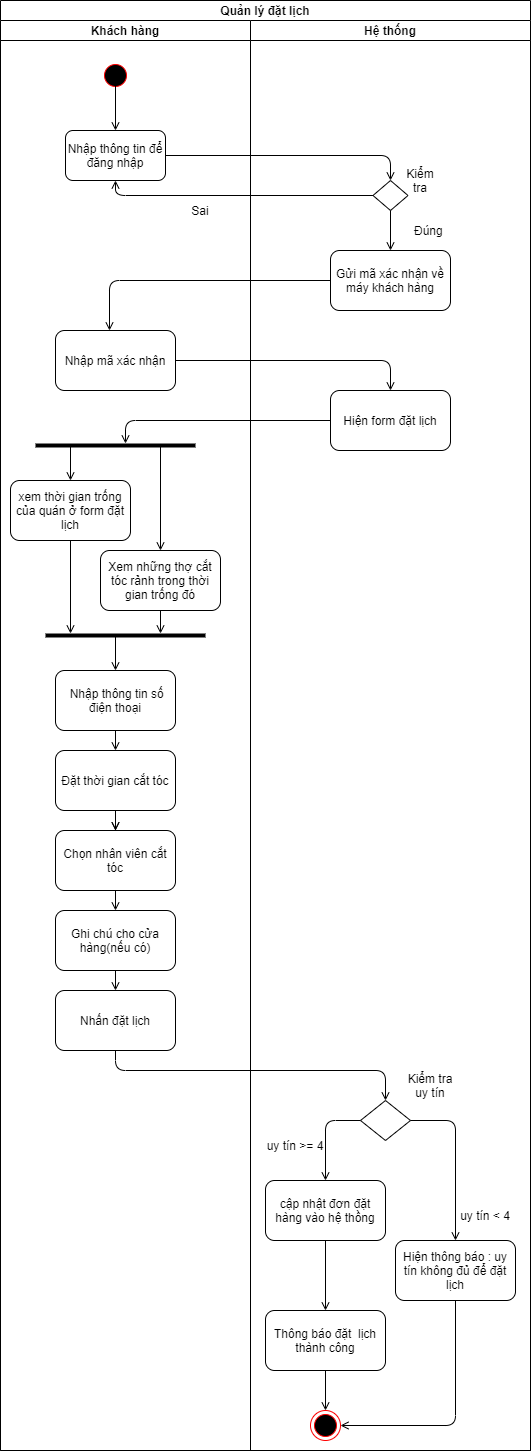 Quản lý đặt lịch
Khách hàng
Hệ thống
Nhập thông tin để
đăng nhập
Kiểm
tra
Sai
Đúng
Gửi mã xác nhận về
máy khách hàng
Nhập mã xác nhận
Hiện form đặt lịch
xem thời gian trống
của quán ở form đặt
lịch
Xem những thợ cắt
tóc rảnh trong thời
gian trống đó
Nhập thông tin số
điện thoại
Đặt thời gian cắt tóc
Chọn nhân viên cắt
tóc
Ghi chú cho cửa
hàng(nếu có)
Nhấn đặt lịch
Kiểm tra
uy tín
uy tín >= 4
cập nhật đơn đặt
hàng vào hệ thồng
uy tín < 4
Hiện thông báo : uy
tín không đủ để đặt
lịch
Thông báo đặt  lịch
thành công